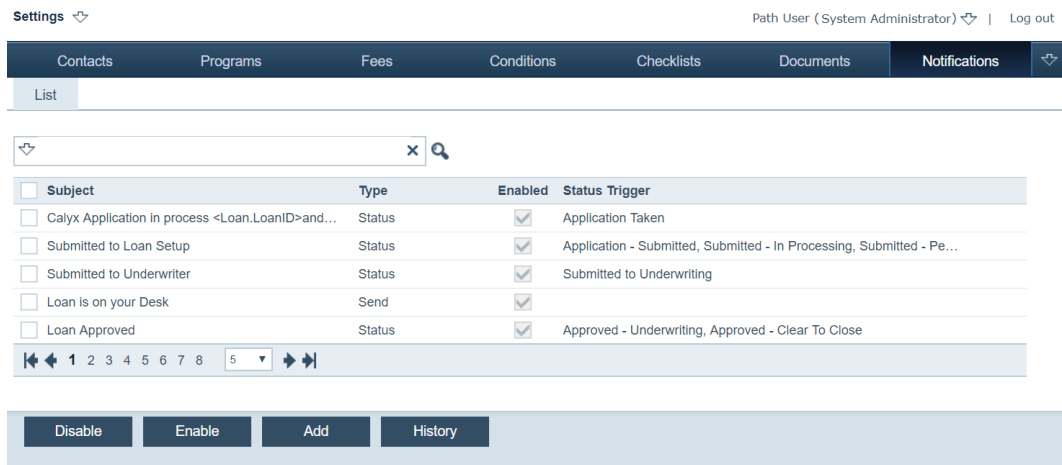 Settings
Path User (System Administrator) | Log out
Contacts Programs Fees Conditions Checklists Documents Notifications
List
Subject Type Enabled Status Trigger
Calyx Application in process <Loan.LoanID>and... Status Application Taken
Submitted to Loan Setup Status Application - Submitted, Submitted - In Processing, Submitted - Pe...
Submitted to Underwriter Status Submitted to Underwriting
Loan is on your Desk Send
Loan Approved Status Approved - Underwriting, Approved - Clear To Close
1 2 3 4 5 6 7 8 5
Disable Enable Add History